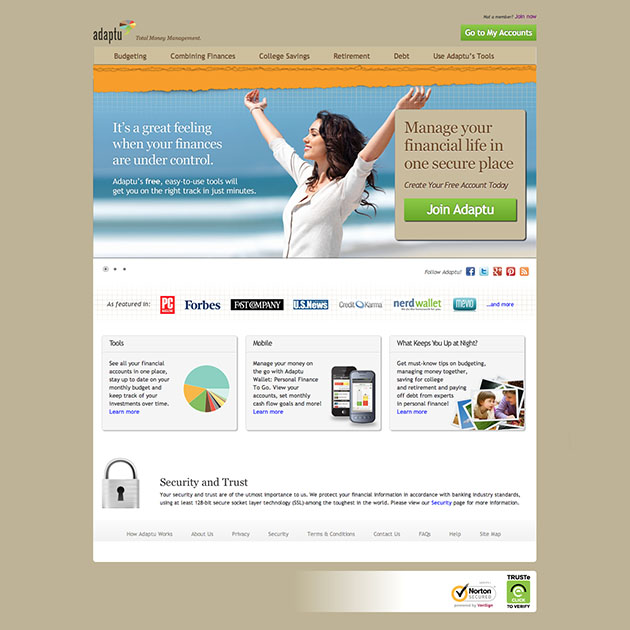 Not a member? Join now
adaptu Total Money Management.
Go to My Accounts
Budgeting Combining Finances College Savings Retirement Debt Use Adaptu's Tools
It's a great feeling
when your finances
are under control.
Adaptu's free, easy-to-use tools will
get you on the right track in just minutes.
Manage your
financial life in
one secure place
Create Your Free Account Today
Join Adaptu
Follow Adaptu!
As featured in: PC Forbes FAST COMPANY U.S.News Credit Karma nerdwallet mevio ...and more
Tools
See all your financial
accounts in one place,
stay up to date on your
monthly budget and
keep track of your
investments over time.
Learn more
Mobile
Manage your money
on the go with Adaptu
Wallet: Personal Finance
To Go. View your
accounts, set monthly
cash flow goals and more!
Learn more
What Keeps You Up at Night?
Get must-know tips on budgeting,
managing money together,
saving for college
and retirement and paying
off debt from experts
in personal finance!
Learn more
Security and Trust
Your security and trust are of the utmost importance to us. We protect your financial information in accordance with banking industry standards,
using at least 128-bit secure socket layer technology (SSL)-among the toughest in the world. Please view our Security page for more information.
How Adaptu Works About Us Privacy Security Terms & Conditions Contact Us FAQs Help Site Map
Norton
SECURED
powered by VeriSign
TRUSTe
CLICK
TO VERIFY